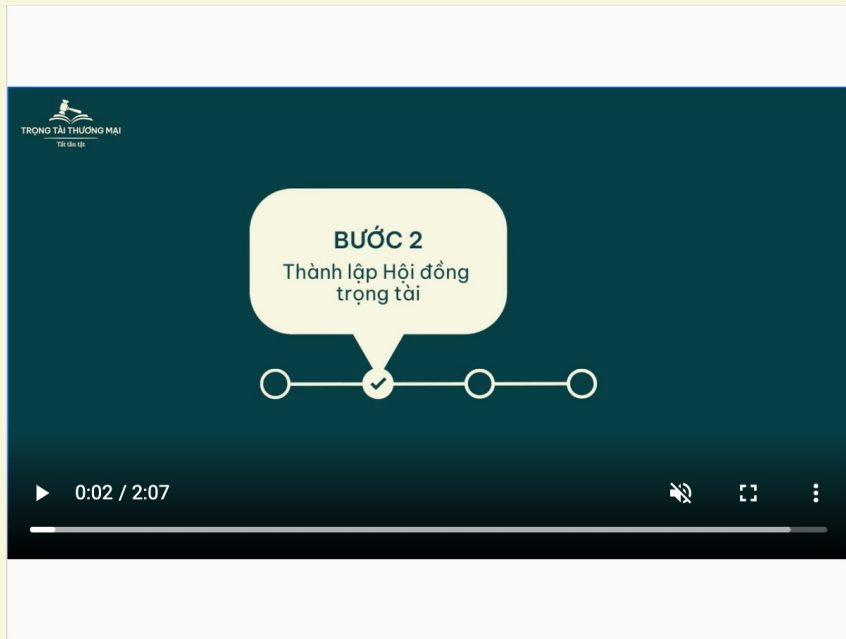 TRỌNG TÀI THƯƠNG MẠI
Tất tần tật
BƯỚC 2
Thành lập Hội đồng
trọng tài
0:02 / 2:07